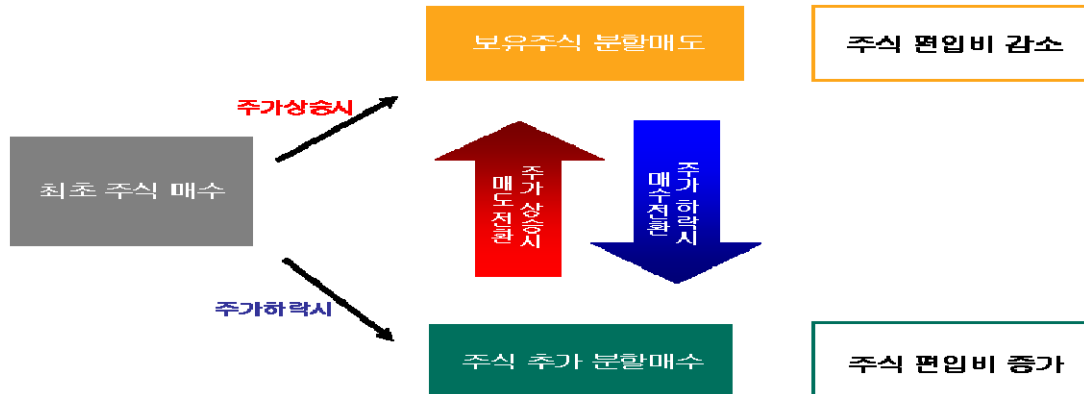 보유주식 분할매도
주식 편입비 감소
주가상승시
최초 주식 매수
주가 상승시
매도전환
주가 하락시
매수전환
주가하락시
주식 추가 분할매수
주식 편입비 증가